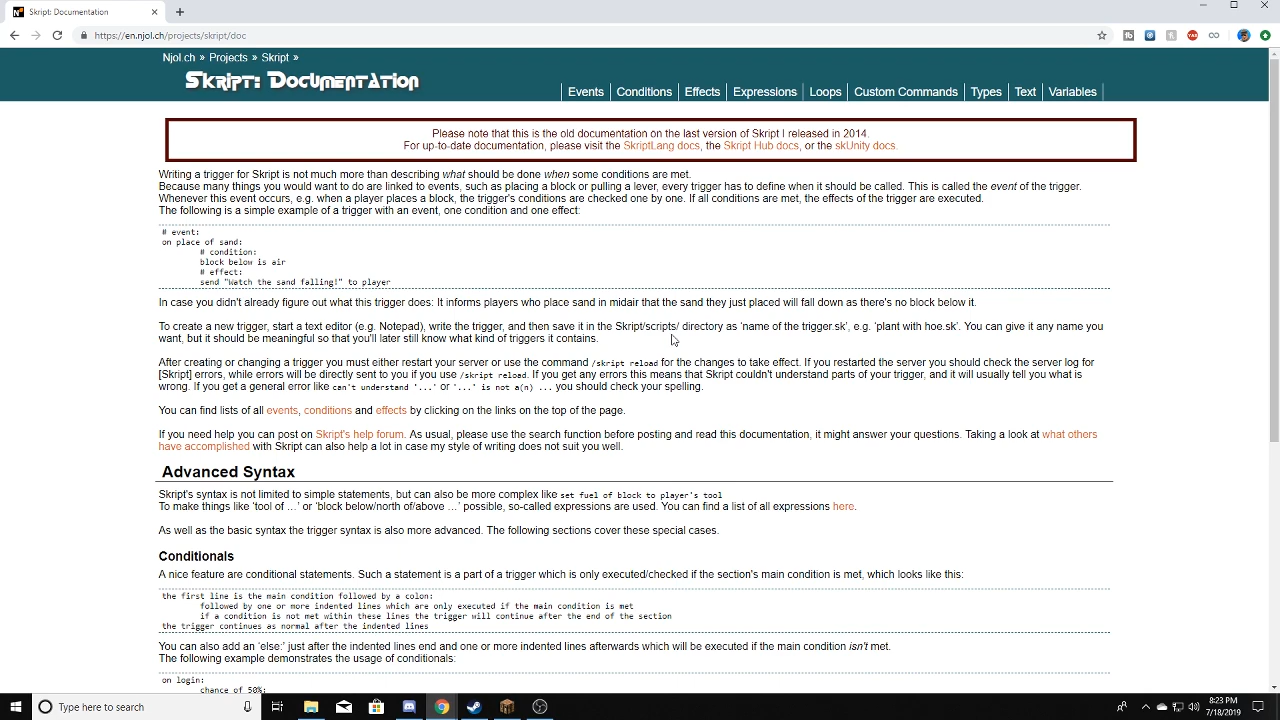 Skript: Documentation
https://en.njol.ch/projects/skript/doc
Njol.ch » Projects » Skript »
Skript: Documentation
Events
Conditions
Effects
Expressions
Loops
Custom Commands
Types
Text
Variables
Please note that this is the old documentation on the last version of Skript I released in 2014.
For up-to-date documentation, please visit the SkriptLang docs, the Skript Hub docs, or the skUnity docs.
Writing a trigger for Skript is not much more than describing what should be done when some conditions are met.
Because many things you would want to do are linked to events, such as placing a block or pulling a lever, every trigger has to define when it should be called. This is called the event of the trigger.
Whenever this event occurs, e.g. when a player places a block, the trigger's conditions are checked one by one. If all conditions are met, the effects of the trigger are executed.
The following is a simple example of a trigger with an event, one condition and one effect:
# event:
on place of sand:
# condition:
block below is air
# effect:
send "Watch the sand falling!" to player
In case you didn't already figure out what this trigger does: It informs players who place sand in midair that the sand they just placed will fall down as there's no block below it.
To create a new trigger, start a text editor (e.g. Notepad), write the trigger, and then save it in the Skript/scripts/ directory as 'name of the trigger.sk', e.g. 'plant with hoe.sk'. You can give it any name you
want, but it should be meaningful so that you'll later still know what kind of triggers it contains.
After creating or changing a trigger you must either restart your server or use the command /skript reload for the changes to take effect. If you restarted the server you should check the server log for
[Skript] errors, while errors will be directly sent to you if you use /skript reload. If you get any errors this means that Skript couldn't understand parts of your trigger, and it will usually tell you what is
wrong. If you get a general error like can't understand '...' or '...' is not a(n) ... you should check your spelling.
You can find lists of all events, conditions and effects by clicking on the links on the top of the page.
If you need help you can post on Skript's help forum. As usual, please use the search function before posting and read this documentation, it might answer your questions. Taking a look at what others
have accomplished with Skript can also help a lot in case my style of writing does not suit you well.
Advanced Syntax
Skript's syntax is not limited to simple statements, but can also be more complex like set fuel of block to player's tool
To make things like 'tool of …' or 'block below/north of/above …' possible, so-called expressions are used. You can find a list of all expressions here.
As well as the basic syntax the trigger syntax is also more advanced. The following sections cover these special cases.
Conditionals
A nice feature are conditional statements. Such a statement is a part of a trigger which is only executed/checked if the section's main condition is met, which looks like this:
the first line is the main condition followed by a colon:
followed by one or more indented lines which are only executed if the main condition is met
if a condition is not met within these lines the trigger will continue after the end of the section
the trigger continues as normal after the indented lines
You can also add an 'else:' just after the indented lines end and one or more indented lines afterwards which will be executed if the main condition isn't met.
The following example demonstrates the usage of conditionals:
on login:
chance of 50%:
Type here to search
8:23 PM
7/18/2019